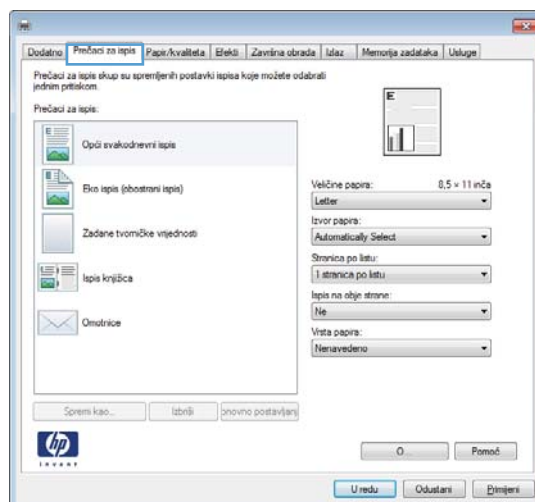 Dodatno Prečaci za ispis Papir/kvaliteta Efekti Završna obrada Izlaz Memorija zadataka Usluge
Prečaci za ispis skup su spremljenih postavki ispisa koje možete odabrati
jednim pritiskom.
Prečaci za ispis:
E
E
Opći svakodnevni ispis
Eko ispis (obostrani ispis)
Zadane tvorničke vrijednosti
Ispis knjižica
Omotnice
Veličine papira: 8,5 × 11 inča
Letter
Izvor papira:
Automatically Select
Stranica po listu:
1 stranica po listu
Ispis na obje strane:
Ne
Vrsta papira:
Nenavedeno
Spremi kao... Izbriši onovno postavljanj
hp
invent
O... Pomoć
U redu Odustani Primijeni